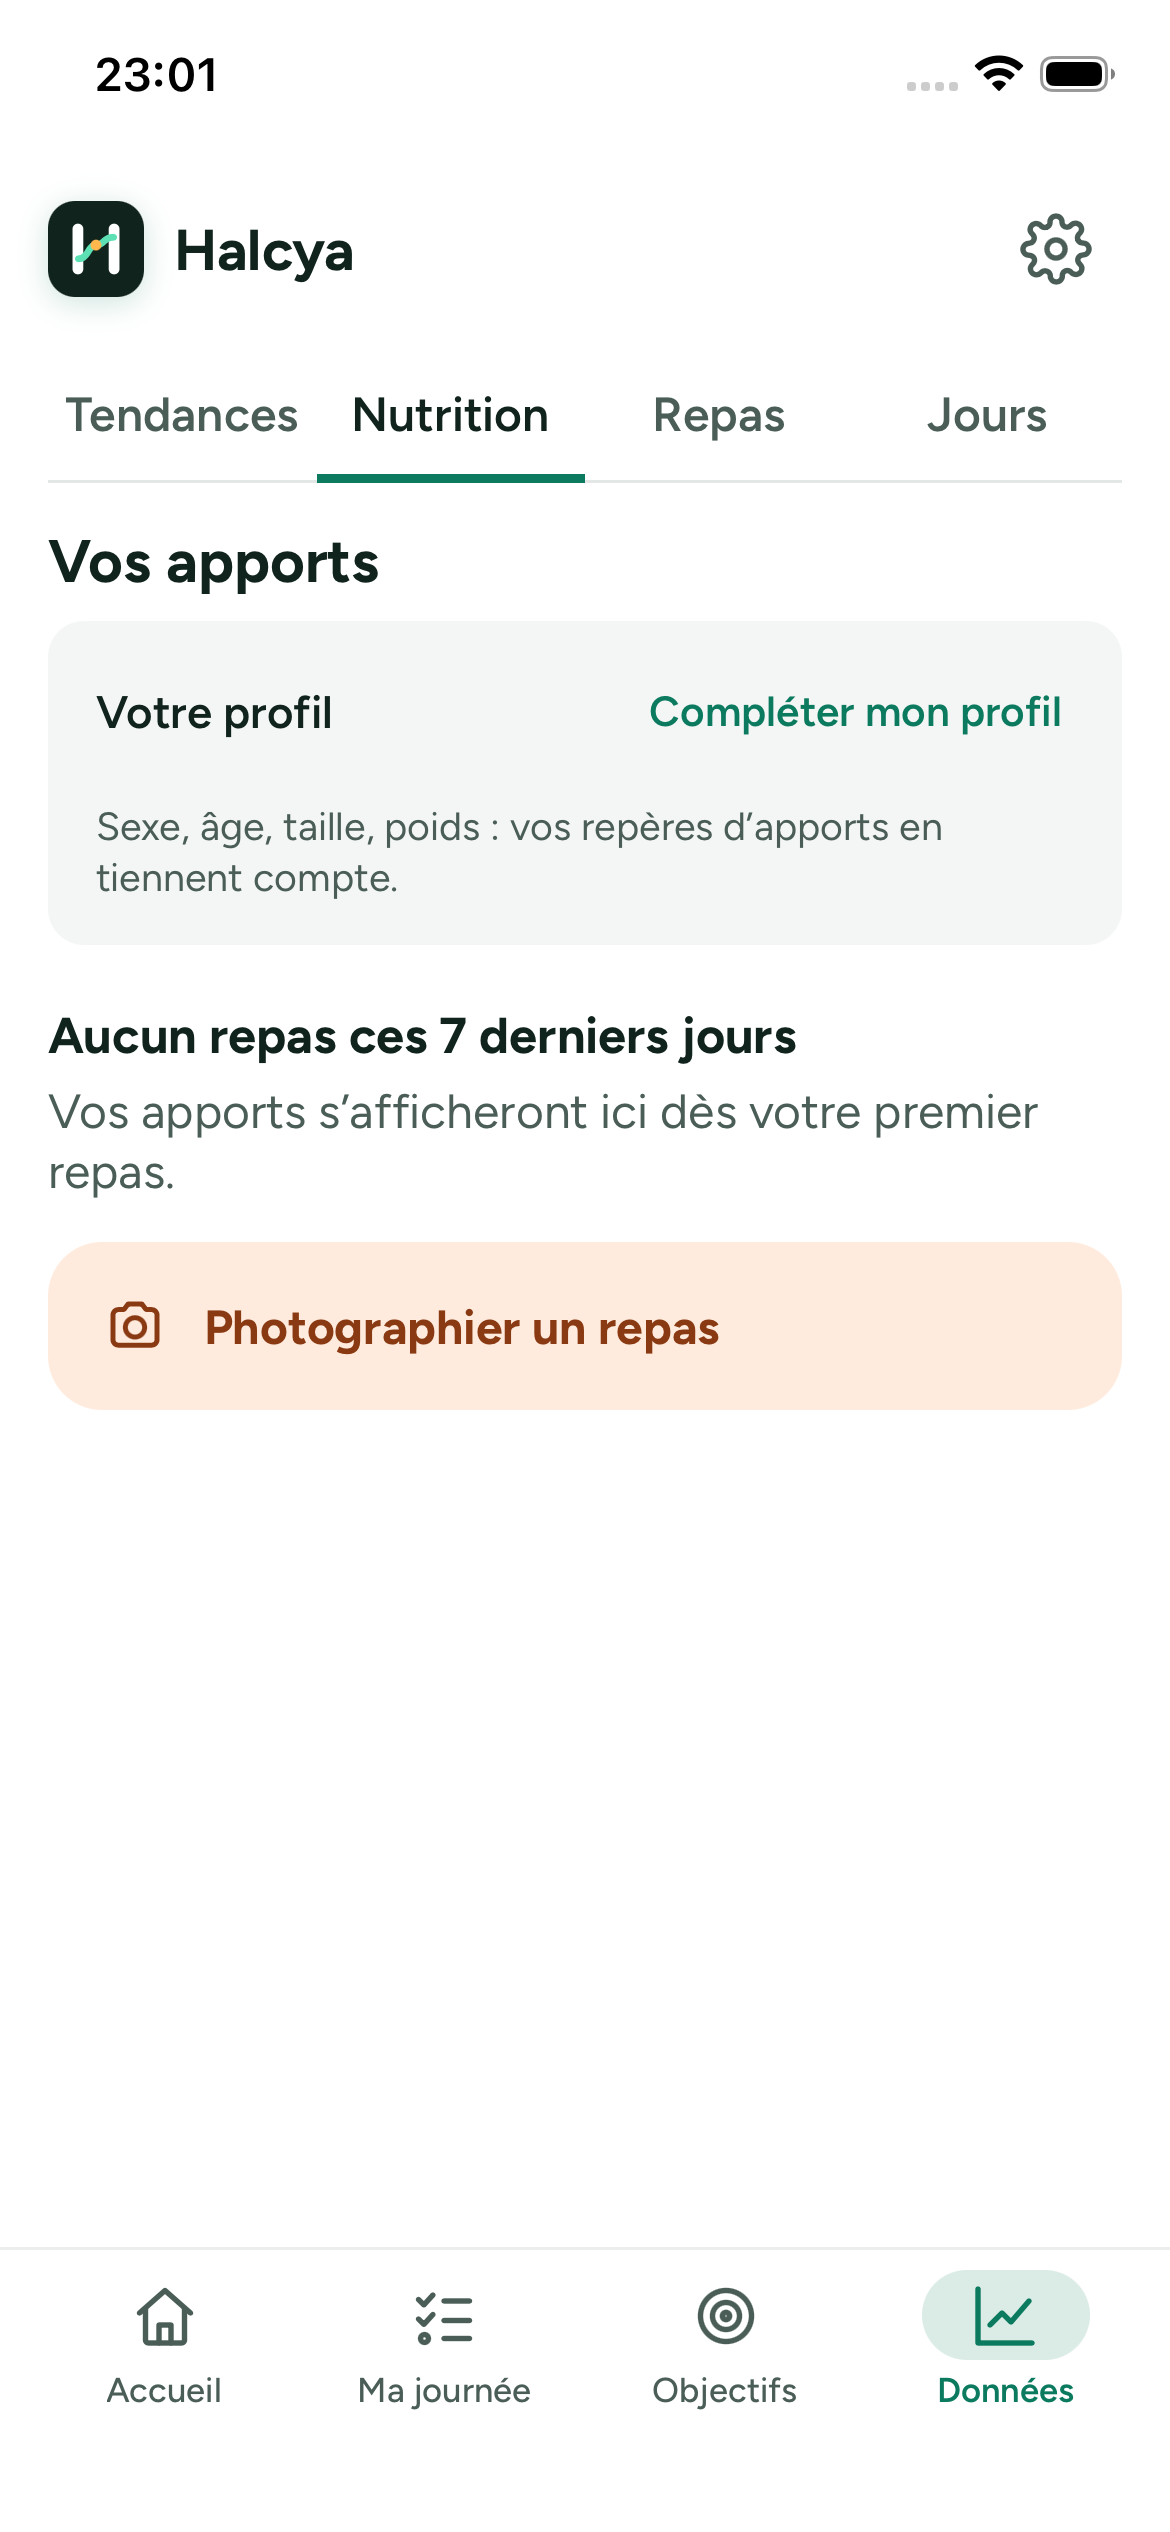 23:01
Halcya
Tendances
Nutrition
Repas
Jours
Vos apports
Votre profil
Compléter mon profil
Sexe, âge, taille, poids : vos repères d’apports en
tiennent compte.
Aucun repas ces 7 derniers jours
Vos apports s’afficheront ici dès votre premier
repas.
Photographier un repas
Accueil
Ma journée
Objectifs
Données